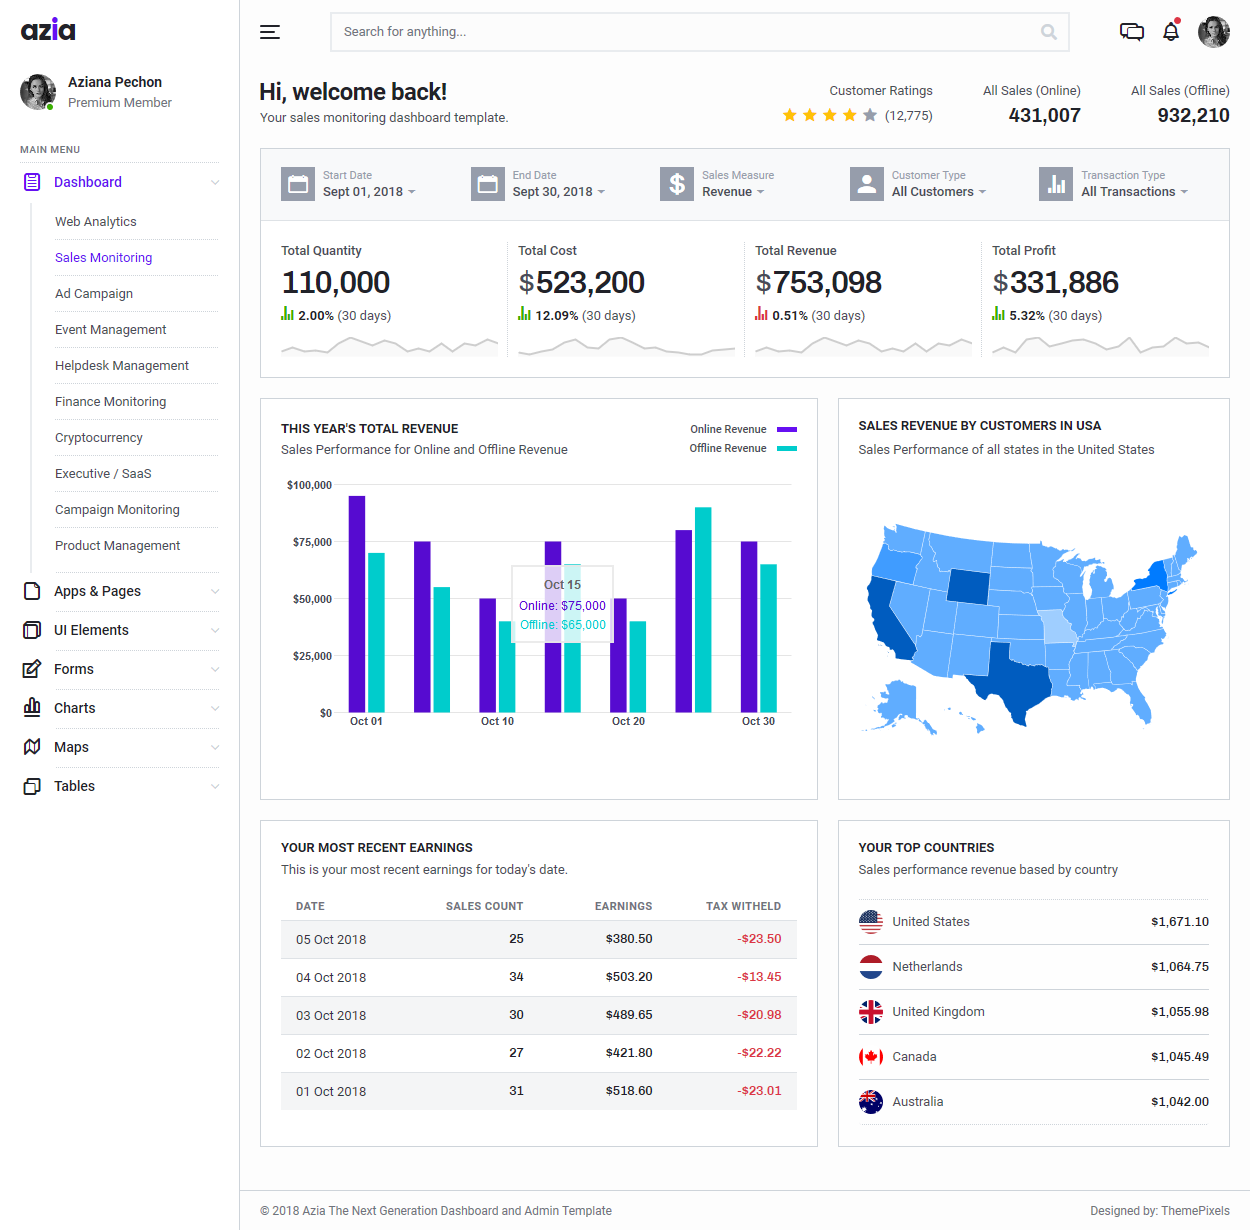 azia
Search for anything...
Aziana Pechon
Premium Member
Hi, welcome back!
Your sales monitoring dashboard template.
Customer Ratings
(12,775)
All Sales (Online)
431,007
All Sales (Offline)
932,210
MAIN MENU
Dashboard
Web Analytics
Sales Monitoring
Ad Campaign
Event Management
Helpdesk Management
Finance Monitoring
Cryptocurrency
Executive / SaaS
Campaign Monitoring
Product Management
Apps & Pages
UI Elements
Forms
Charts
Maps
Tables
Start Date
Sept 01, 2018
End Date
Sept 30, 2018
Sales Measure
Revenue
Customer Type
All Customers
Transaction Type
All Transactions
Total Quantity
110,000
2.00% (30 days)
Total Cost
$523,200
12.09% (30 days)
Total Revenue
$753,098
0.51% (30 days)
Total Profit
$331,886
5.32% (30 days)
THIS YEAR'S TOTAL REVENUE
Sales Performance for Online and Offline Revenue
Online Revenue
Offline Revenue
$100,000
$75,000
$50,000
$25,000
$0
Oct 15
Online: $75,000
Offline: $65,000
Oct 01
Oct 10
Oct 20
Oct 30
SALES REVENUE BY CUSTOMERS IN USA
Sales Performance of all states in the United States
YOUR MOST RECENT EARNINGS
This is your most recent earnings for today's date.
DATE SALES COUNT EARNINGS TAX WITHELD
05 Oct 2018 25 $380.50 -$23.50
04 Oct 2018 34 $503.20 -$13.45
03 Oct 2018 30 $489.65 -$20.98
02 Oct 2018 27 $421.80 -$22.22
01 Oct 2018 31 $518.60 -$23.01
YOUR TOP COUNTRIES
Sales performance revenue based by country
United States $1,671.10
Netherlands $1,064.75
United Kingdom $1,055.98
Canada $1,045.49
Australia $1,042.00
© 2018 Azia The Next Generation Dashboard and Admin Template
Designed by: ThemePixels